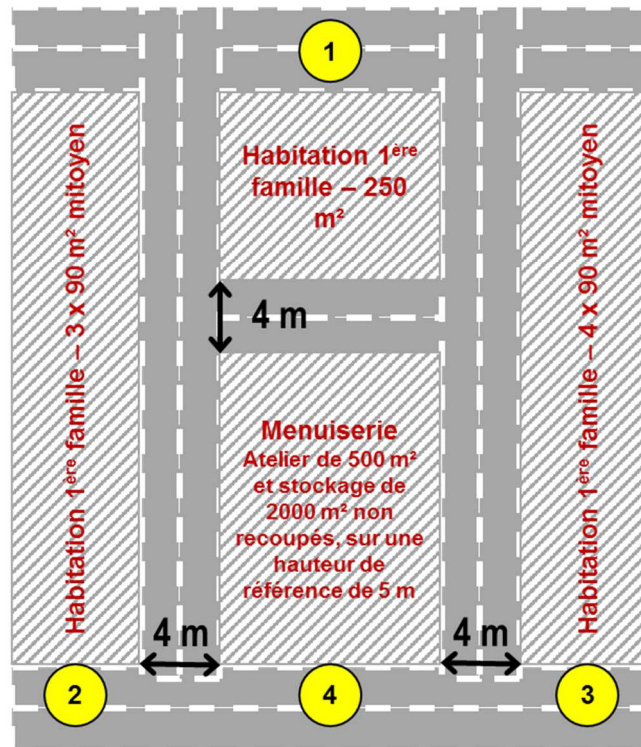 1
Habitation 1ère
famille – 250
m²
Habitation 1ère famille – 3 x 90 m² mitoyen
Habitation 1ère famille – 4 x 90 m² mitoyen
4 m
Menuiserie
Atelier de 500 m²
et stockage de
2000 m² non
recoupés, sur une
hauteur de
référence de 5 m
4 m
4 m
2
4
3